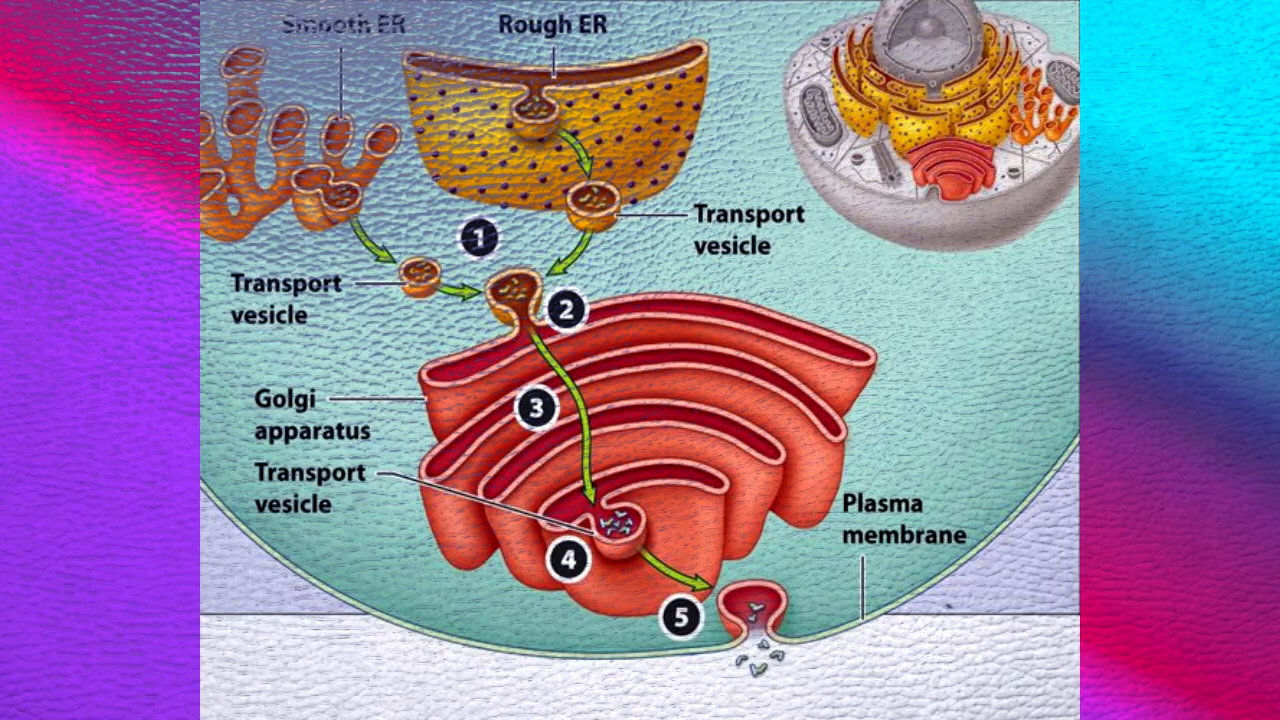 Smooth ER
Rough ER
Transport
vesicle
1
Transport
vesicle
2
Golgi
apparatus
3
Transport
vesicle
Plasma
membrane
4
5